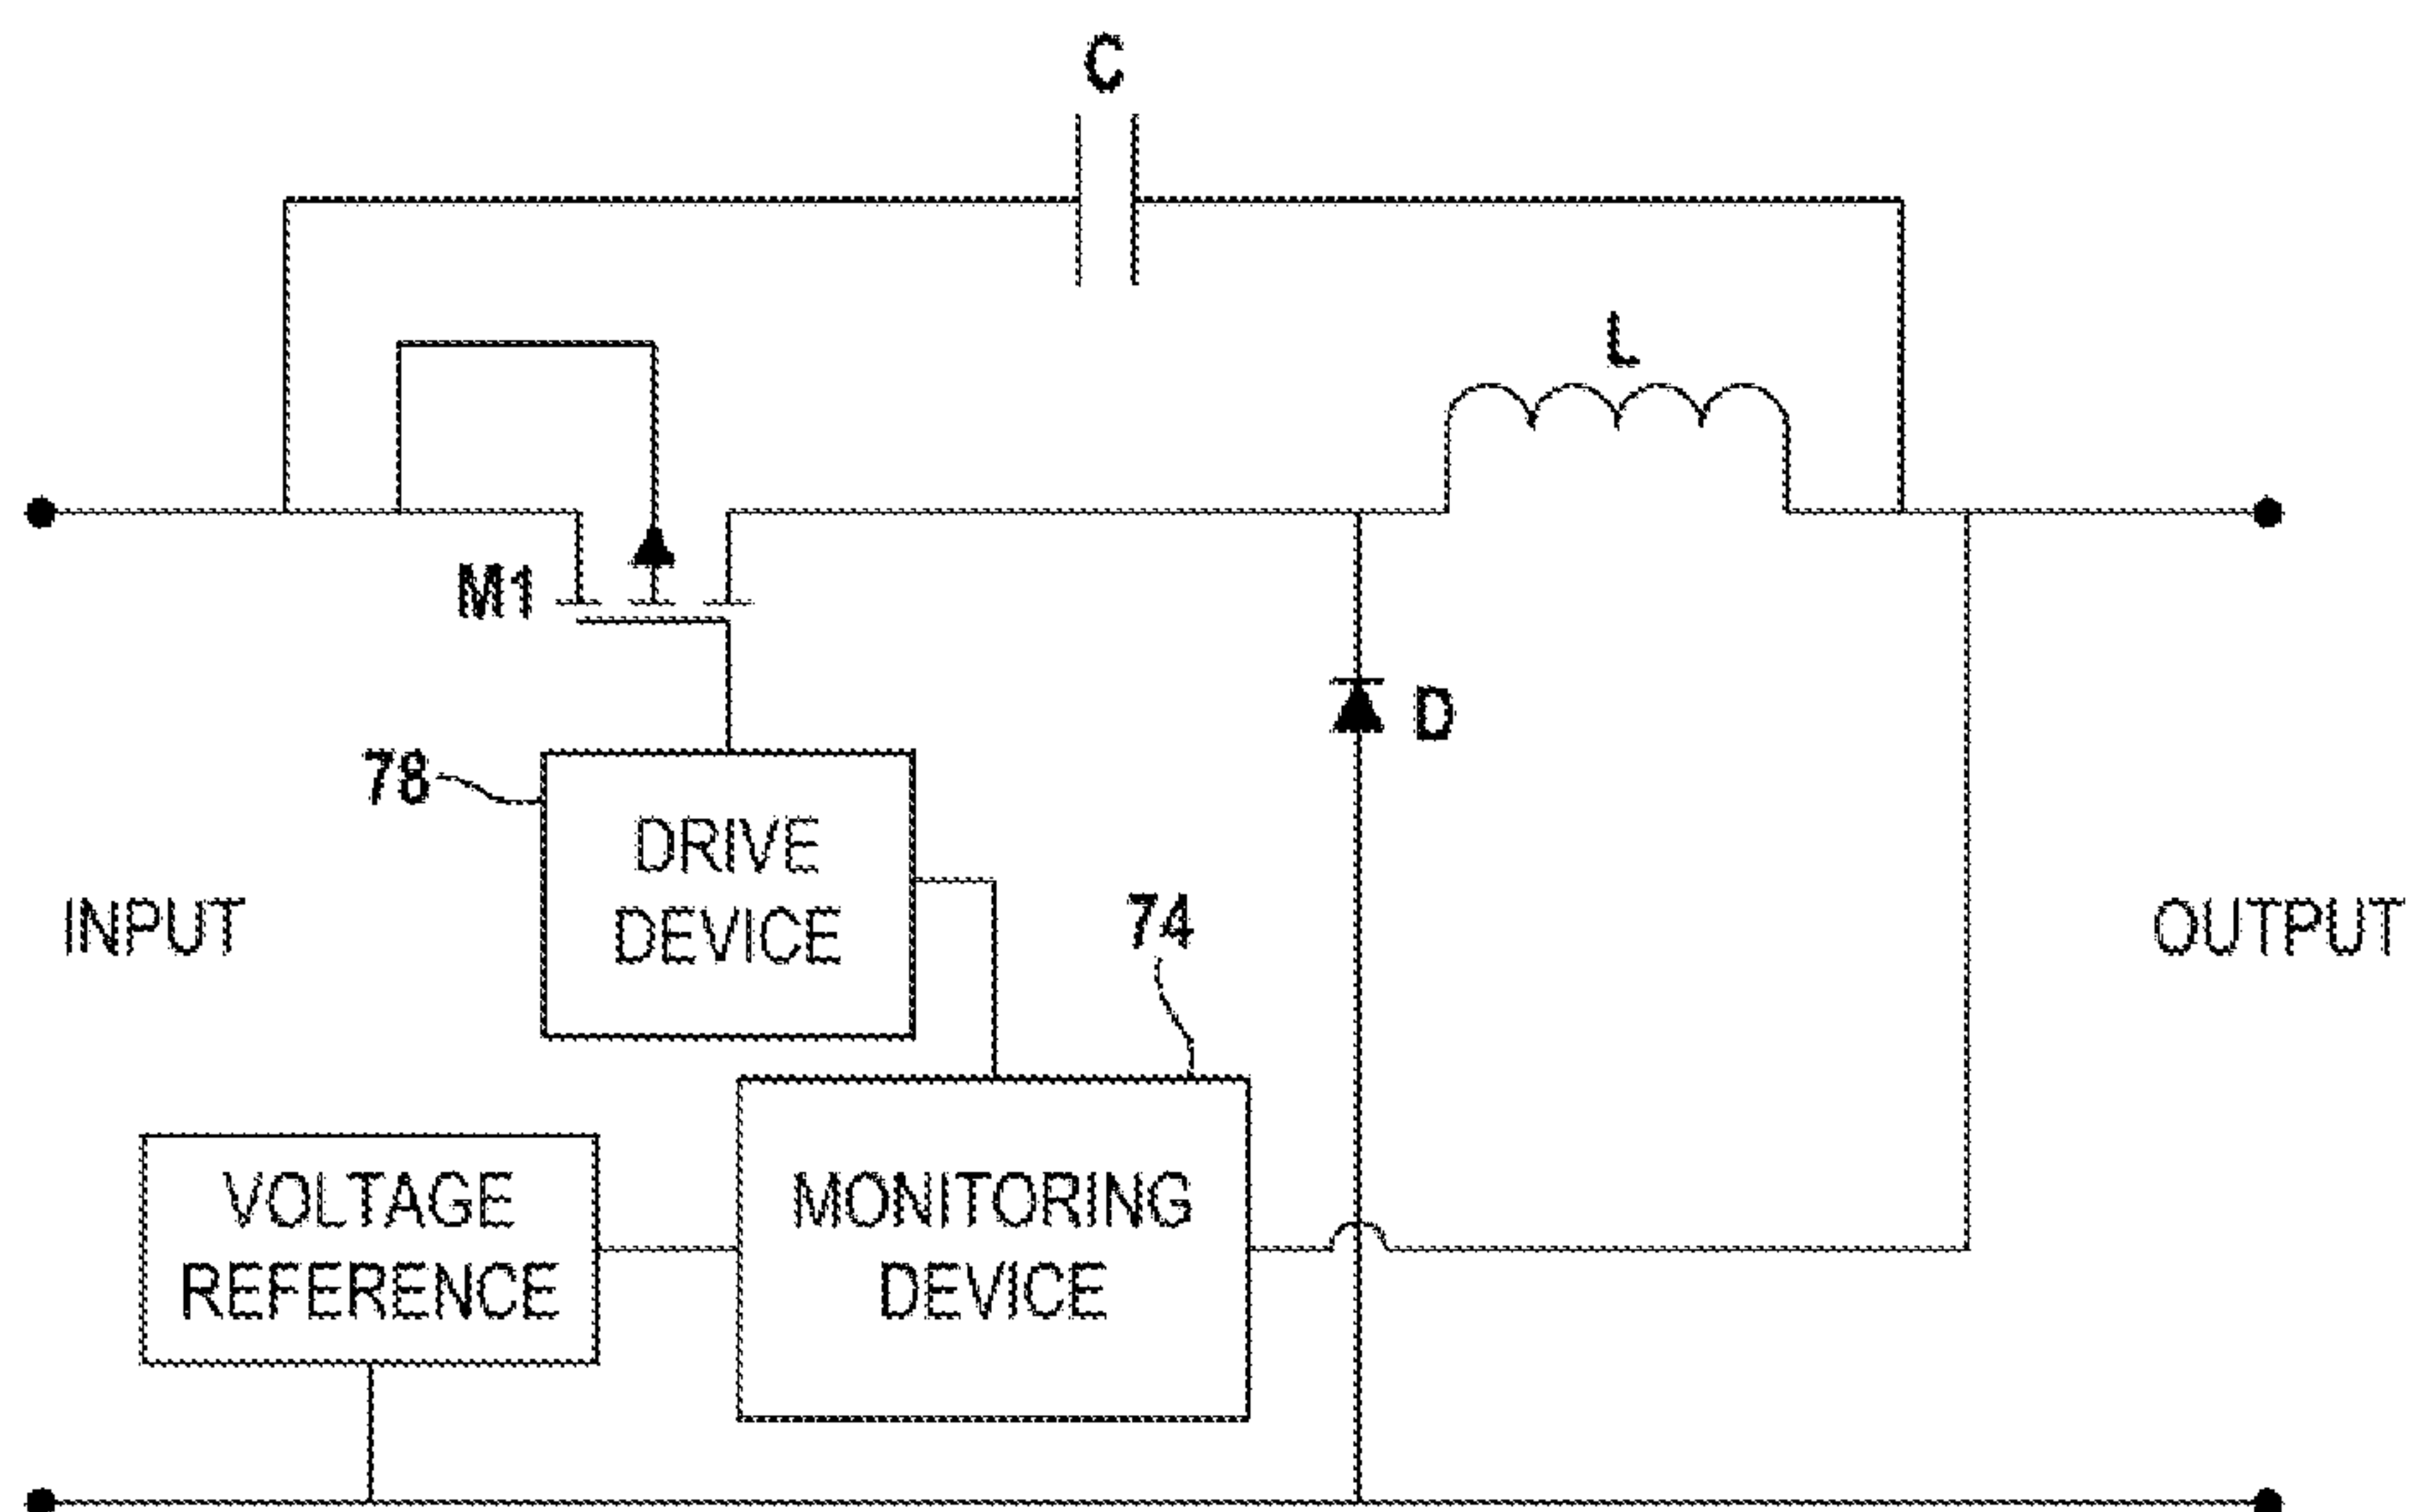 C
L
M1
D
78
DRIVE
DEVICE
INPUT
74
OUTPUT
VOLTAGE
REFERENCE
MONITORING
DEVICE